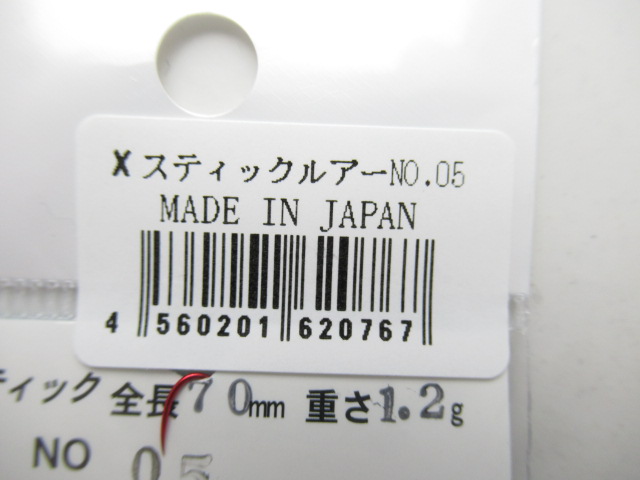 XスティックルアーNO.05
MADE IN JAPAN
4 560201 620767
ティック 全長70mm 重さ1.2g
NO 05